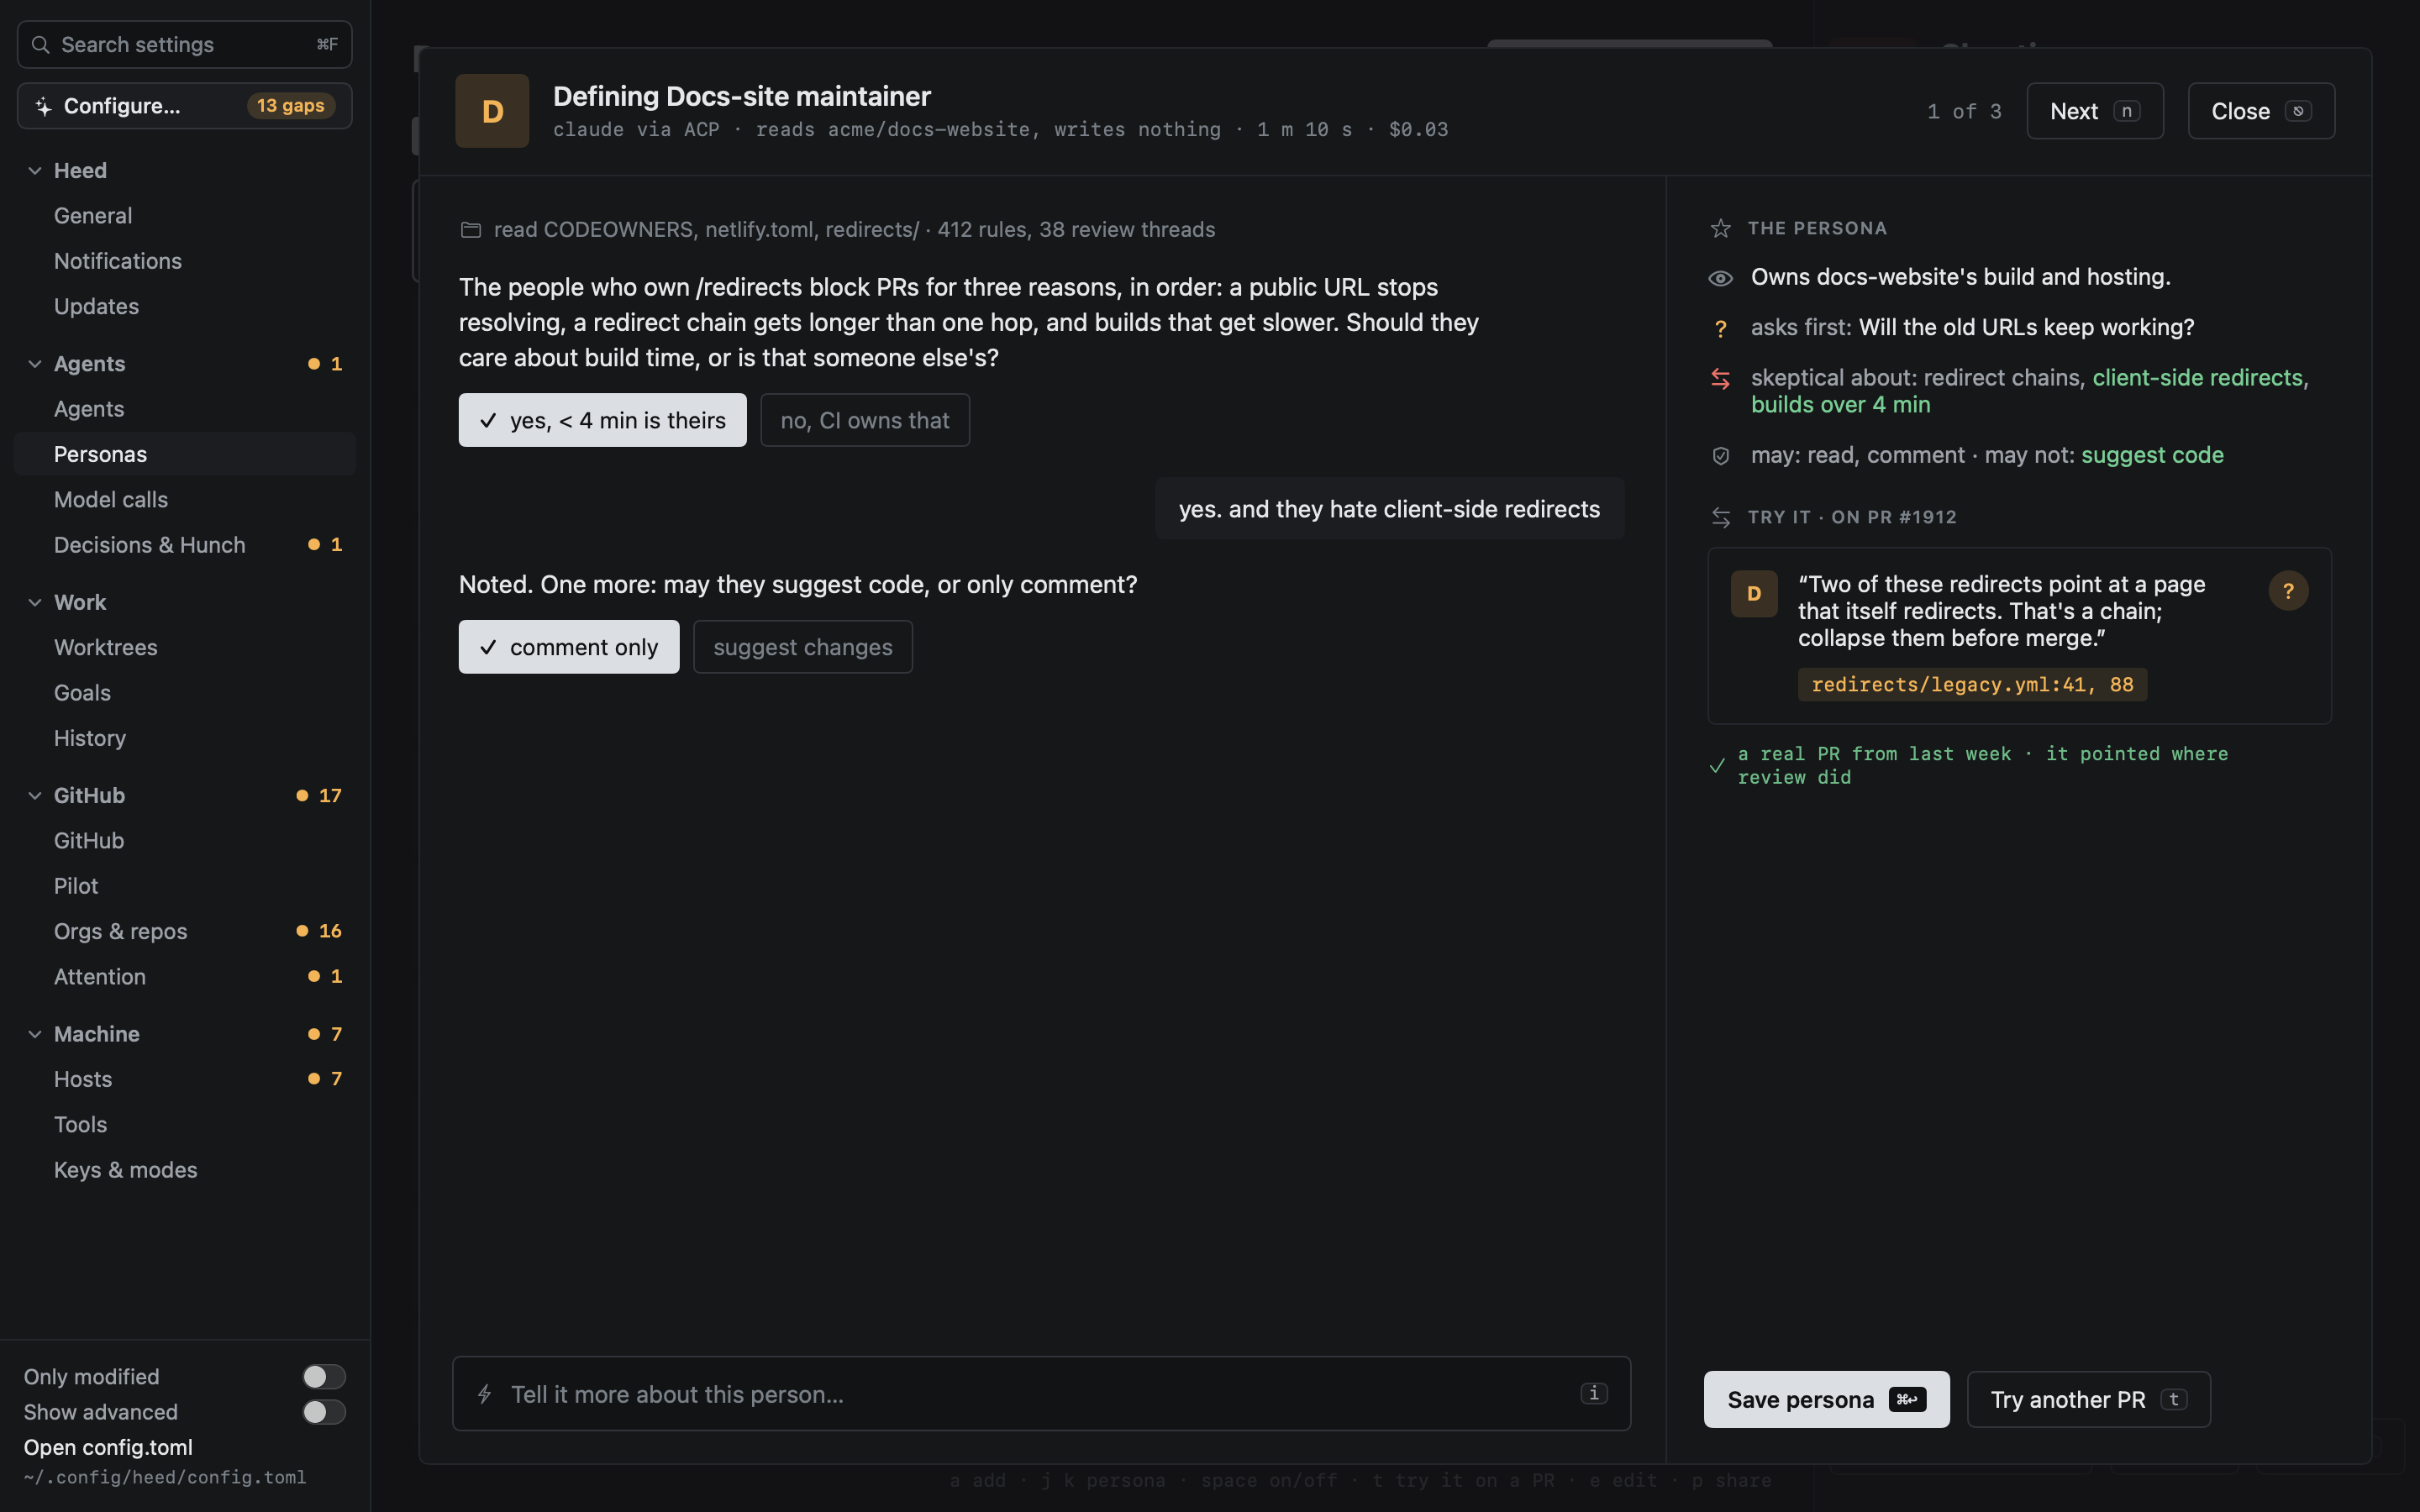 Search settings ⌘F
Configure... 13 gaps
Heed
General
Notifications
Updates
Agents 1
Agents
Personas
Model calls
Decisions & Hunch 1
Work
Worktrees
Goals
History
GitHub 17
GitHub
Pilot
Orgs & repos 16
Attention 1
Machine 7
Hosts 7
Tools
Keys & modes
Only modified
Show advanced
Open config.toml
~/.config/heed/config.toml
D
Defining Docs-site maintainer
claude via ACP · reads acme/docs-website, writes nothing · 1 m 10 s · $0.03
1 of 3
Next n
Close
read CODEOWNERS, netlify.toml, redirects/ · 412 rules, 38 review threads
The people who own /redirects block PRs for three reasons, in order: a public URL stops
resolving, a redirect chain gets longer than one hop, and builds that get slower. Should they
care about build time, or is that someone else's?
✓ yes, < 4 min is theirs
no, CI owns that
yes. and they hate client-side redirects
Noted. One more: may they suggest code, or only comment?
✓ comment only
suggest changes
Tell it more about this person... i
THE PERSONA
Owns docs-website's build and hosting.
? asks first: Will the old URLs keep working?
skeptical about: redirect chains, client-side redirects,
builds over 4 min
may: read, comment · may not: suggest code
TRY IT · ON PR #1912
D
“Two of these redirects point at a page
that itself redirects. That's a chain;
collapse them before merge.”
?
redirects/legacy.yml:41, 88
✓ a real PR from last week · it pointed where
review did
Save persona ⌘↩
Try another PR t
a add · j k persona · space on/off · t try it on a PR · e edit · p share